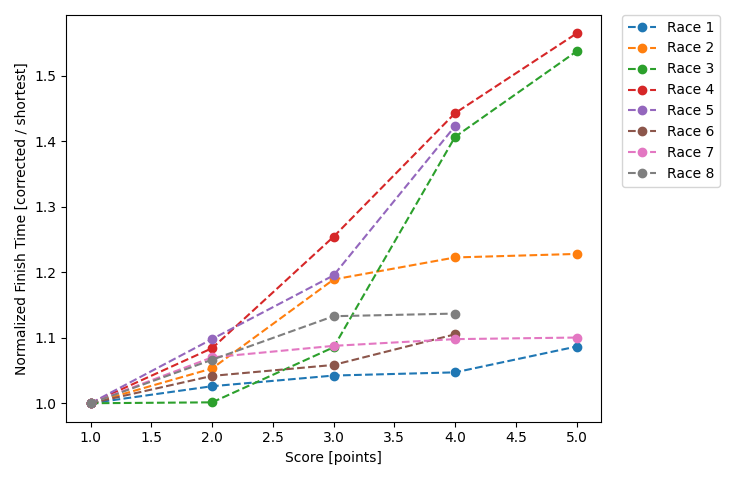 Normalized Finish Time [corrected / shortest]
1.5
1.4
1.3
1.2
1.1
1.0
1.0 1.5 2.0 2.5 3.0 3.5 4.0 4.5 5.0
Score [points]
Race 1
Race 2
Race 3
Race 4
Race 5
Race 6
Race 7
Race 8